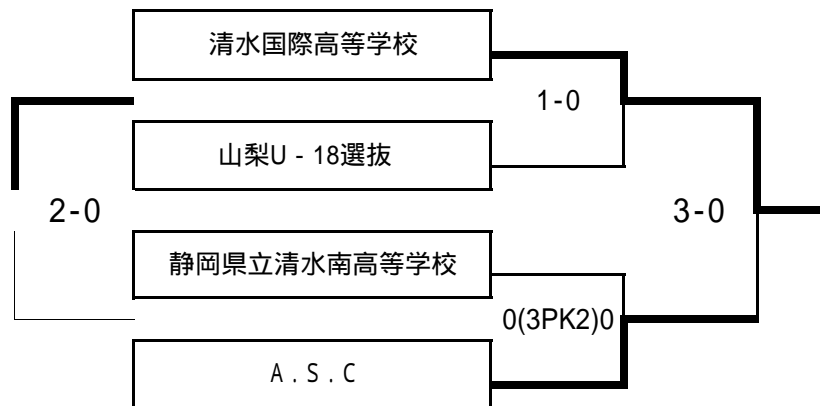 清水国際高等学校
1-0
山梨U - 18選抜
2-0
3-0
静岡県立清水南高等学校
0(3PK2)0
A．S．C